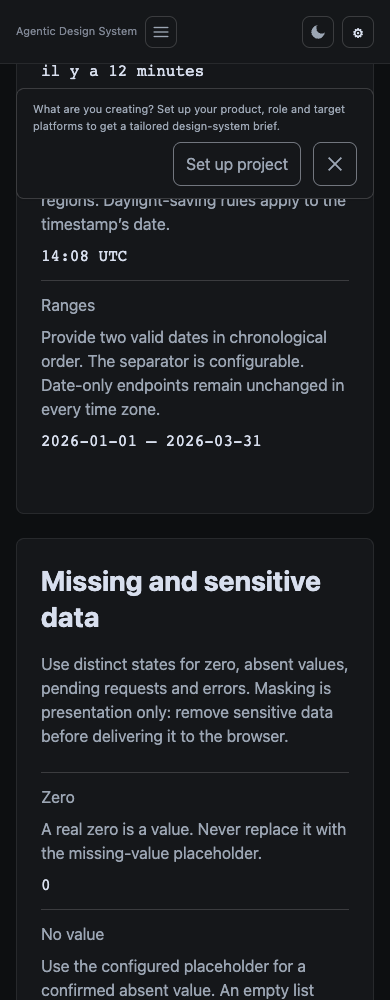 Agentic Design System
il y a 12 minutes
What are you creating? Set up your product, role and target
platforms to get a tailored design-system brief.
Set up project
regions. Daylight-saving rules apply to the
timestamp's date.
14:08 UTC
Ranges
Provide two valid dates in chronological
order. The separator is configurable.
Date-only endpoints remain unchanged in
every time zone.
2026-01-01 — 2026-03-31
Missing and sensitive
data
Use distinct states for zero, absent values,
pending requests and errors. Masking is
presentation only: remove sensitive data
before delivering it to the browser.
Zero
A real zero is a value. Never replace it with
the missing-value placeholder.
0
No value
Use the configured placeholder for a
confirmed absent value. An empty list